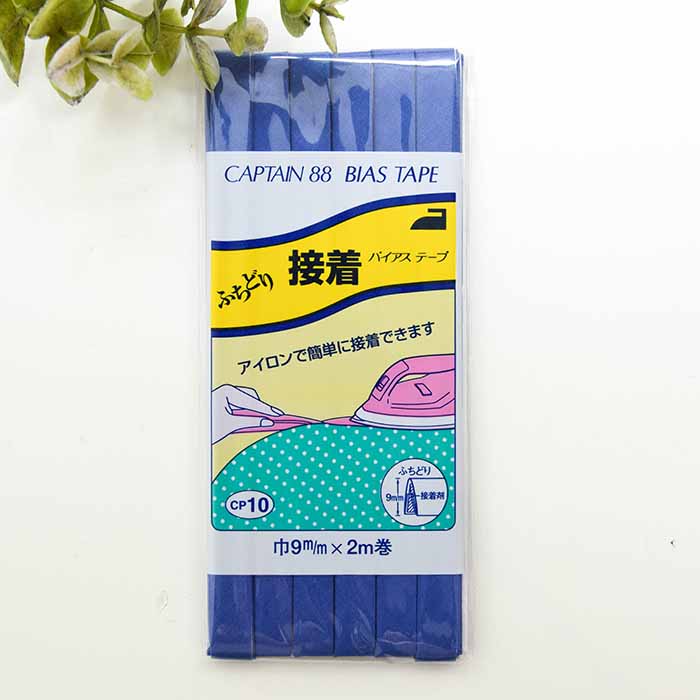 CAPTAIN 88 BIAS TAPE
ふちどり 接着 バイアス テープ
アイロンで簡単に接着できます
ふちどり
9m/m
接着剤
CP10
巾9m/m×2m巻